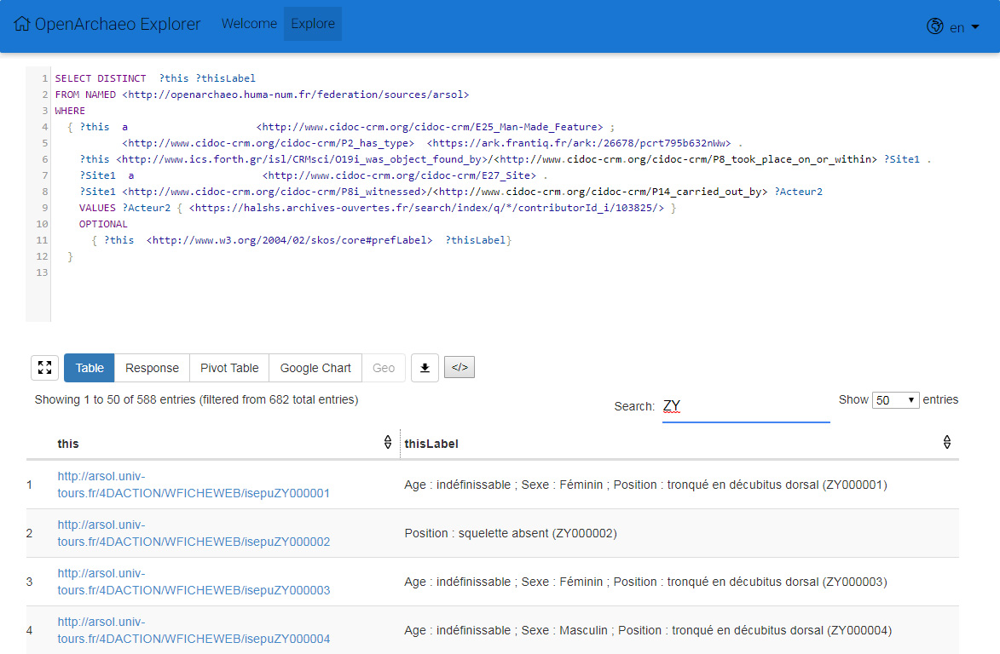 OpenArchaeo Explorer Welcome Explore en
1 SELECT DISTINCT ?this ?thisLabel
2 FROM NAMED <http://openarchaeo.huma-num.fr/federation/sources/arsol>
3 WHERE
4 { ?this a <http://www.cidoc-crm.org/cidoc-crm/E25_Man-Made_Feature> ;
5 <http://www.cidoc-crm.org/cidoc-crm/P2_has_type> <https://ark.frantiq.fr/ark:/26678/pcrt795b632nWw> .
6 ?this <http://www.ics.forth.gr/isl/CRMsci/O19i_was_object_found_by>/<http://www.cidoc-crm.org/cidoc-crm/P8_took_place_on_or_within> ?Site1 .
7 ?Site1 a <http://www.cidoc-crm.org/cidoc-crm/E27_Site> .
8 ?Site1 <http://www.cidoc-crm.org/cidoc-crm/P8i_witnessed>/<http://www.cidoc-crm.org/cidoc-crm/P14_carried_out_by> ?Acteur2
9 VALUES ?Acteur2 { <https://halshs.archives-ouvertes.fr/search/index/q/*/contributorId_i/103825/> }
10 OPTIONAL
11 { ?this <http://www.w3.org/2004/02/skos/core#prefLabel> ?thisLabel}
12 }
13
Table Response Pivot Table Google Chart Geo </>
Showing 1 to 50 of 588 entries (filtered from 682 total entries) Search: ZY Show 50 entries
this thisLabel
1 http://arsol.univ-
tours.fr/4DACTION/WFICHEWEB/isepuZY000001 Age : indéfinissable ; Sexe : Féminin ; Position : tronqué en décubitus dorsal (ZY000001)
2 http://arsol.univ-
tours.fr/4DACTION/WFICHEWEB/isepuZY000002 Position : squelette absent (ZY000002)
3 http://arsol.univ-
tours.fr/4DACTION/WFICHEWEB/isepuZY000003 Age : indéfinissable ; Sexe : Féminin ; Position : tronqué en décubitus dorsal (ZY000003)
4 http://arsol.univ-
tours.fr/4DACTION/WFICHEWEB/isepuZY000004 Age : indéfinissable ; Sexe : Masculin ; Position : tronqué en décubitus dorsal (ZY000004)